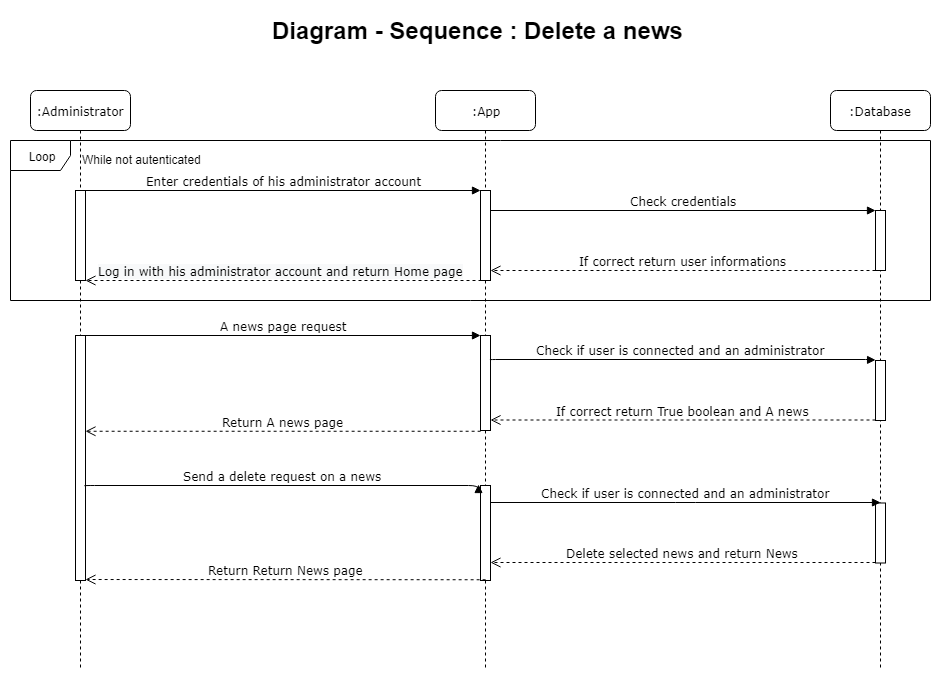 Diagram - Sequence : Delete a news
:Administrator
:App
:Database
Loop
While not autenticated
Enter credentials of his administrator account
Check credentials
If correct return user informations
Log in with his administrator account and return Home page
A news page request
Check if user is connected and an administrator
If correct return True boolean and A news
Return A news page
Send a delete request on a news
Check if user is connected and an administrator
Delete selected news and return News
Return Return News page